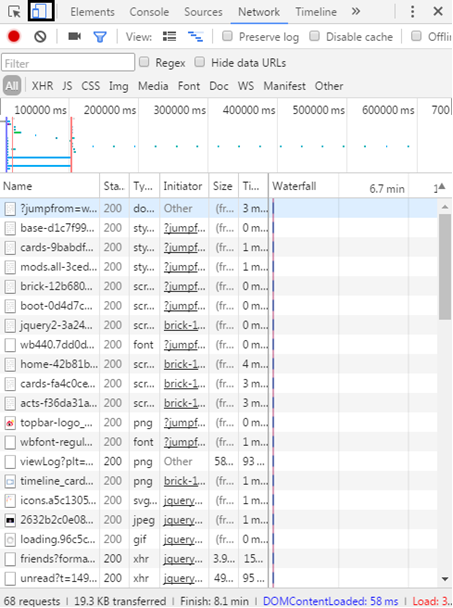 Elements Console Sources Network Timeline »
View: Preserve log Disable cache Offlin
Filter Regex Hide data URLs
All XHR JS CSS Img Media Font Doc WS Manifest Other
100000 ms 200000 ms 300000 ms 400000 ms 500000 ms 600000 ms 700
Name Sta... Ty... Initiator Size Ti... Waterfall 6.7 min 1
?jumpfrom=w... 200 do... Other (fr... 3 m...
base-d1c7f99... 200 sty... ?jumpf... (fr... 0 m...
cards-9babdf... 200 sty... ?jumpf... (fr... 1 m...
mods.all-3ced... 200 sty... ?jumpf... (fr... 1 m...
brick-12b680... 200 scr... ?jumpf... (fr... 0 m...
boot-0d4d7c... 200 scr... ?jumpf... (fr... 0 m...
jquery2-3a24... 200 scr... brick-1... (fr... 0 m...
wb440.7dd0d... 200 font ?jumpf... (fr... 0 m...
home-42b81b... 200 scr... brick-1... (fr... 4 m...
cards-fa4c0ce... 200 scr... brick-1... (fr... 3 m...
acts-f36da31a... 200 scr... brick-1... (fr... 3 m...
topbar-logo_... 200 png ?jumpf... (fr... 0 m...
wbfont-regul... 200 font ?jumpf... (fr... 1 m...
viewLog?plt=... 200 png Other 58... 93 ...
timeline_card... 200 png brick-1... (fr... 1 m...
icons.a5c1305... 200 svg... jquery... (fr... 1 m...
2632b2c0e08... 200 jpeg jquery... (fr... 1 m...
loading.96c5c... 200 gif jquery... (fr... 0 m...
friends?forma... 200 xhr jquery... 3.9... 15...
unread?t=149... 200 xhr jquery... 49... 95 ...
68 requests | 19.3 KB transferred | Finish: 8.1 min | DOMContentLoaded: 58 ms | Load: 3...